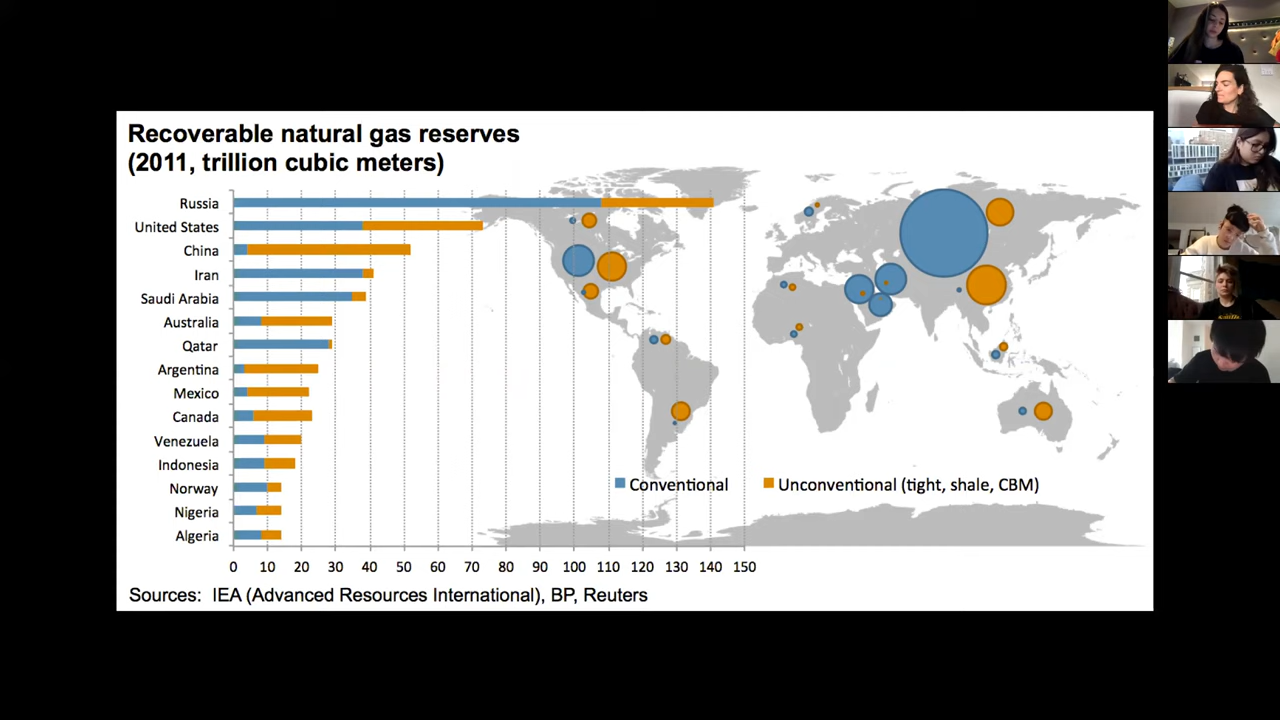 Recoverable natural gas reserves
(2011, trillion cubic meters)
Russia
United States
China
Iran
Saudi Arabia
Australia
Qatar
Argentina
Mexico
Canada
Venezuela
Indonesia
Norway
Nigeria
Algeria
Conventional
Unconventional (tight, shale, CBM)
0 10 20 30 40 50 60 70 80 90 100 110 120 130 140 150
Sources: IEA (Advanced Resources International), BP, Reuters